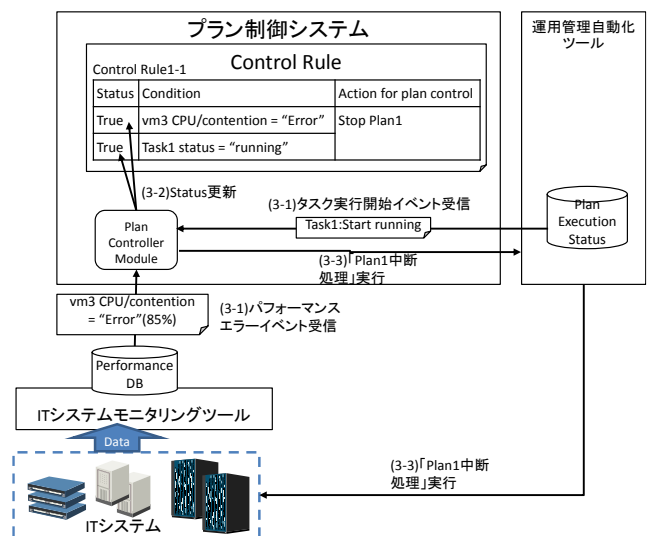 プラン制御システム
運用管理自動化
ツール
Control Rule
Control Rule1-1
Status Condition Action for plan control
True vm3 CPU/contention = “Error” Stop Plan1
True Task1 status = “running”
(3-2)Status更新
(3-1)タスク実行開始イベント受信
Task1:Start running
Plan
Controller
Module
Plan
Execution
Status
(3-3)「Plan1中断
処理」実行
vm3 CPU/contention
= “Error”(85%)
(3-1)パフォーマンス
エラーイベント受信
Performance
DB
ITシステムモニタリングツール
Data
(3-3)「Plan1中断
処理」実行
ITシステム